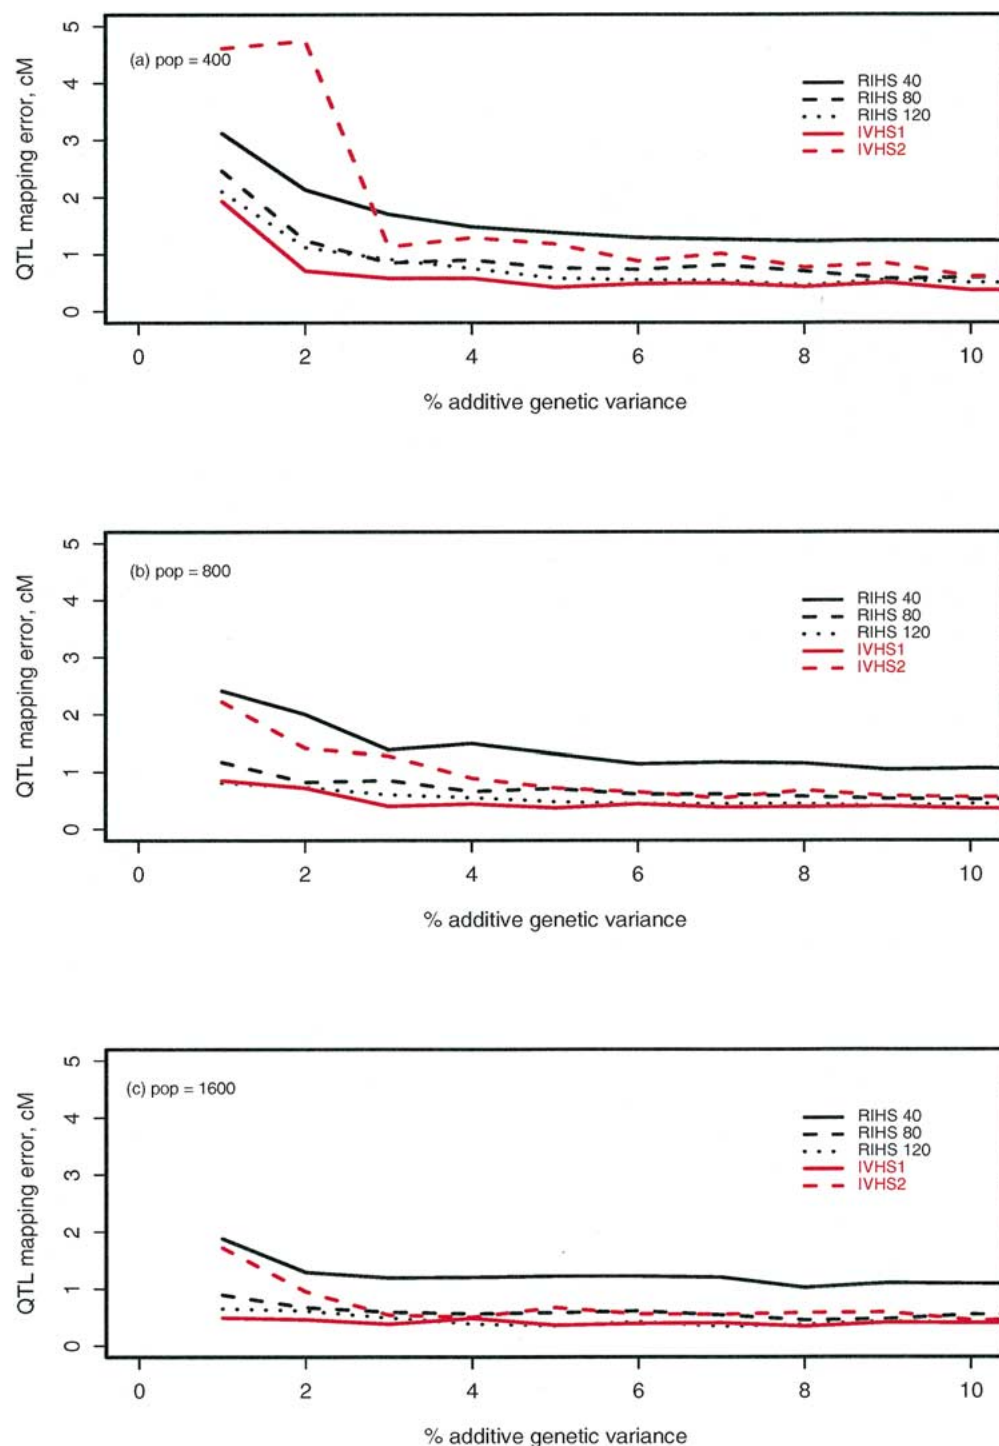 (a) pop = 400
QTL mapping error, cM
5
4
3
2
1
0
RIHS 40
RIHS 80
RIHS 120
IVHS1
IVHS2
0 2 4 6 8 10
% additive genetic variance
(b) pop = 800
QTL mapping error, cM
5
4
3
2
1
0
RIHS 40
RIHS 80
RIHS 120
IVHS1
IVHS2
0 2 4 6 8 10
% additive genetic variance
(c) pop = 1600
QTL mapping error, cM
5
4
3
2
1
0
RIHS 40
RIHS 80
RIHS 120
IVHS1
IVHS2
0 2 4 6 8 10
% additive genetic variance